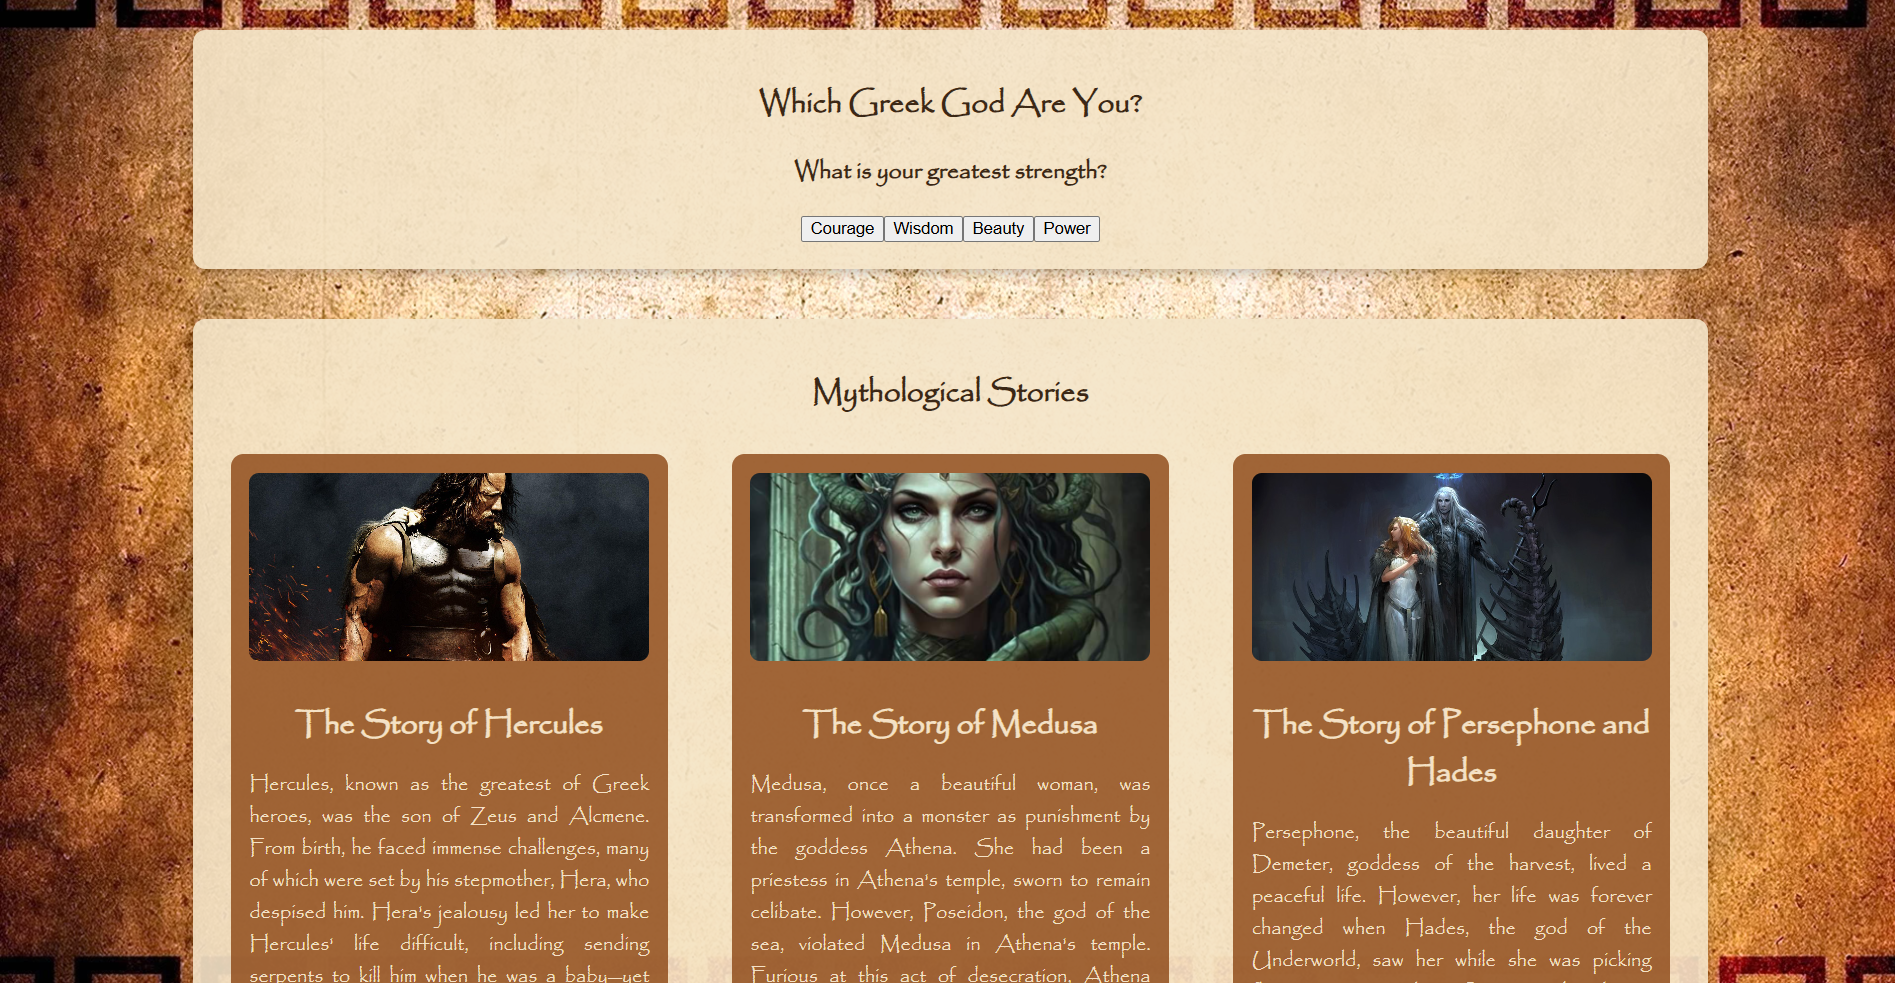 Which Greek God Are You?
What is your greatest strength?
Courage Wisdom Beauty Power
Mythological Stories
The Story of Hercules
Hercules, known as the greatest of Greek
heroes, was the son of Zeus and Alcmene.
From birth, he faced immense challenges, many
of which were set by his stepmother, Hera, who
despised him. Hera's jealousy led her to make
Hercules' life difficult, including sending
serpents to kill him when he was a baby—yet
The Story of Medusa
Medusa, once a beautiful woman, was
transformed into a monster as punishment by
the goddess Athena. She had been a
priestess in Athena's temple, sworn to remain
celibate. However, Poseidon, the god of the
sea, violated Medusa in Athena's temple.
Furious at this act of desecration, Athena
The Story of Persephone and
Hades
Persephone, the beautiful daughter of
Demeter, goddess of the harvest, lived a
peaceful life. However, her life was forever
changed when Hades, the god of the
Underworld, saw her while she was picking